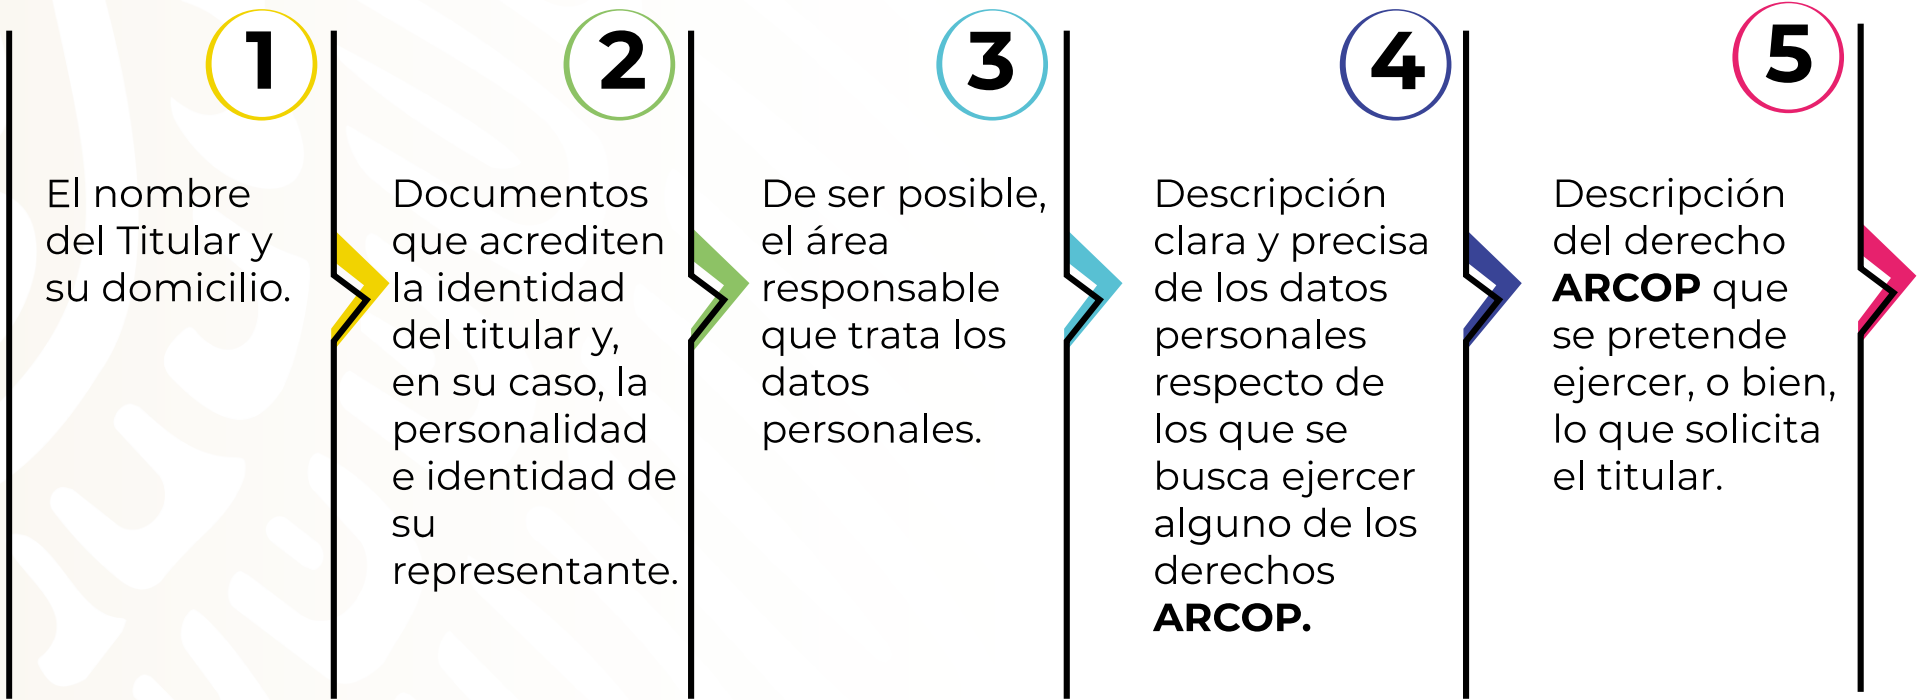 1
El nombre
del Titular y
su domicilio.
2
Documentos
que acrediten
la identidad
del titular y,
en su caso, la
personalidad
e identidad de
su
representante.
3
De ser posible,
el área
responsable
que trata los
datos
personales.
4
Descripción
clara y precisa
de los datos
personales
respecto de
los que se
busca ejercer
alguno de los
derechos
ARCOP.
5
Descripción
del derecho
ARCOP que
se pretende
ejercer, o bien,
lo que solicita
el titular.